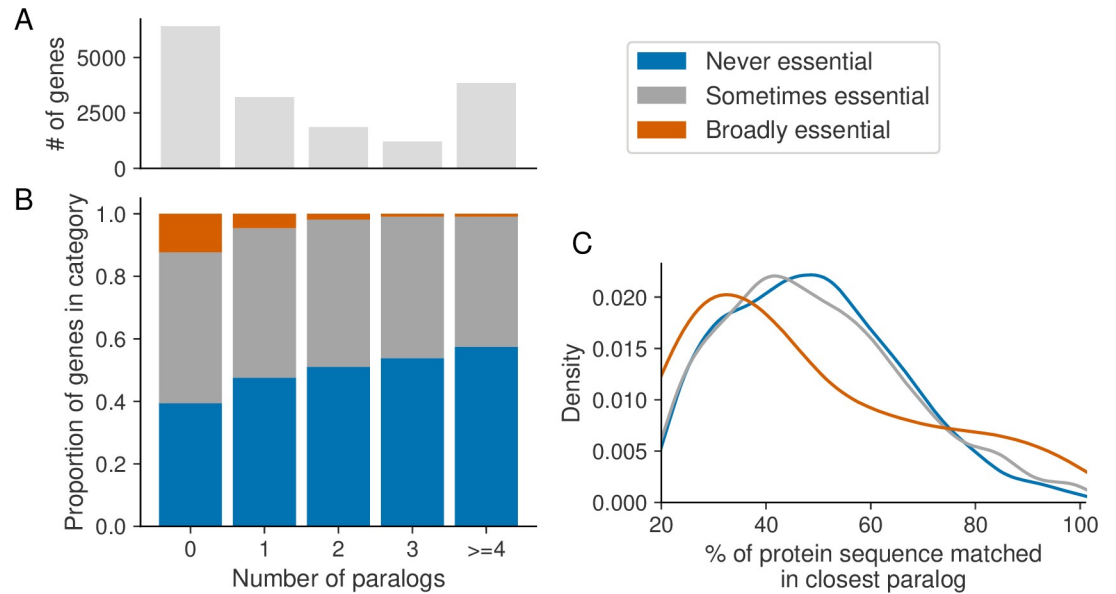 A
# of genes
5000
2500
0
Never essential
Sometimes essential
Broadly essential
B
Proportion of genes in category
1.0
0.8
0.6
0.4
0.2
0.0
0 1 2 3 >=4
Number of paralogs
C
Density
0.020
0.015
0.010
0.005
0.000
20 40 60 80 100
% of protein sequence matched
in closest paralog